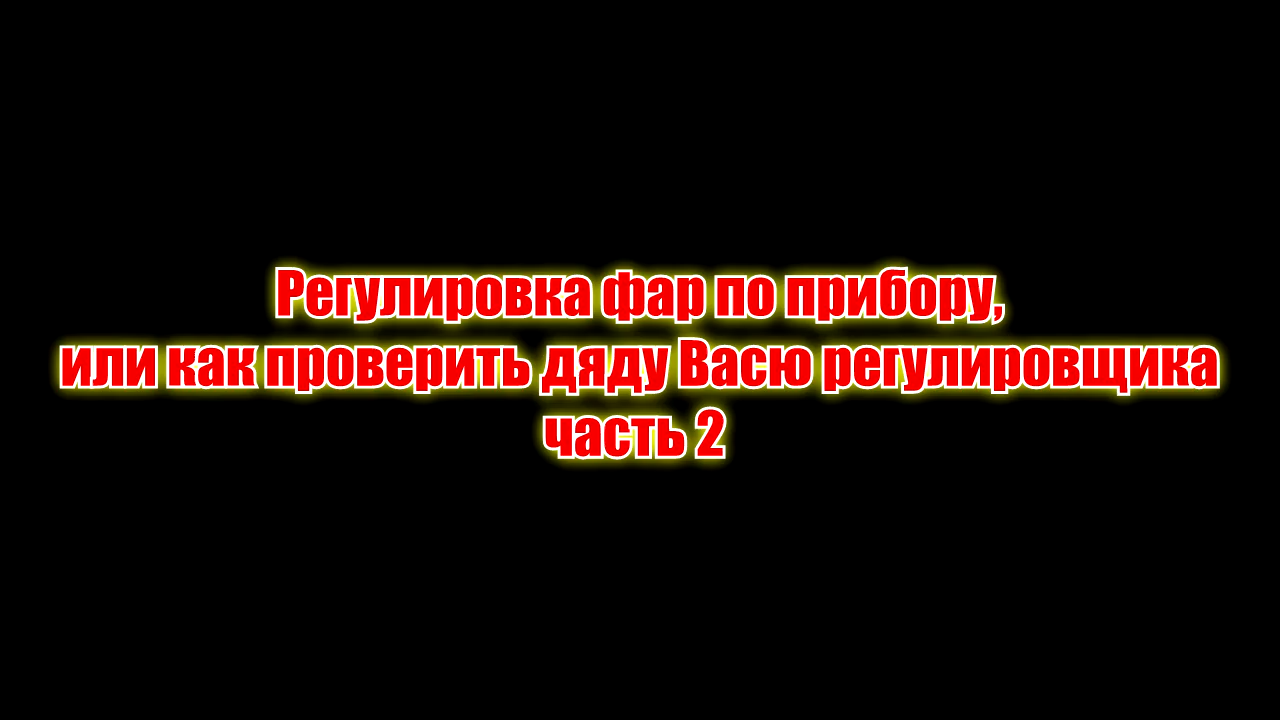 Регулировка фар по прибору,
или как проверить дяду Васю регулировщика
часть 2